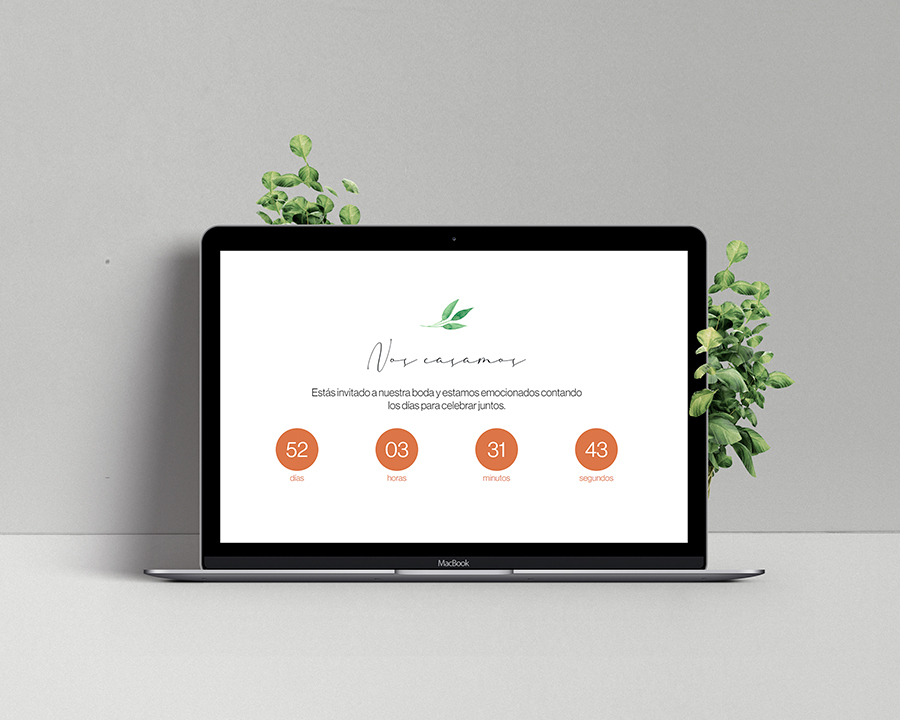 Nos casamos
Estás invitado a nuestra boda y estamos emocionados contando
los días para celebrar juntos.
52 03 31 43
días horas minutos segundos
MacBook